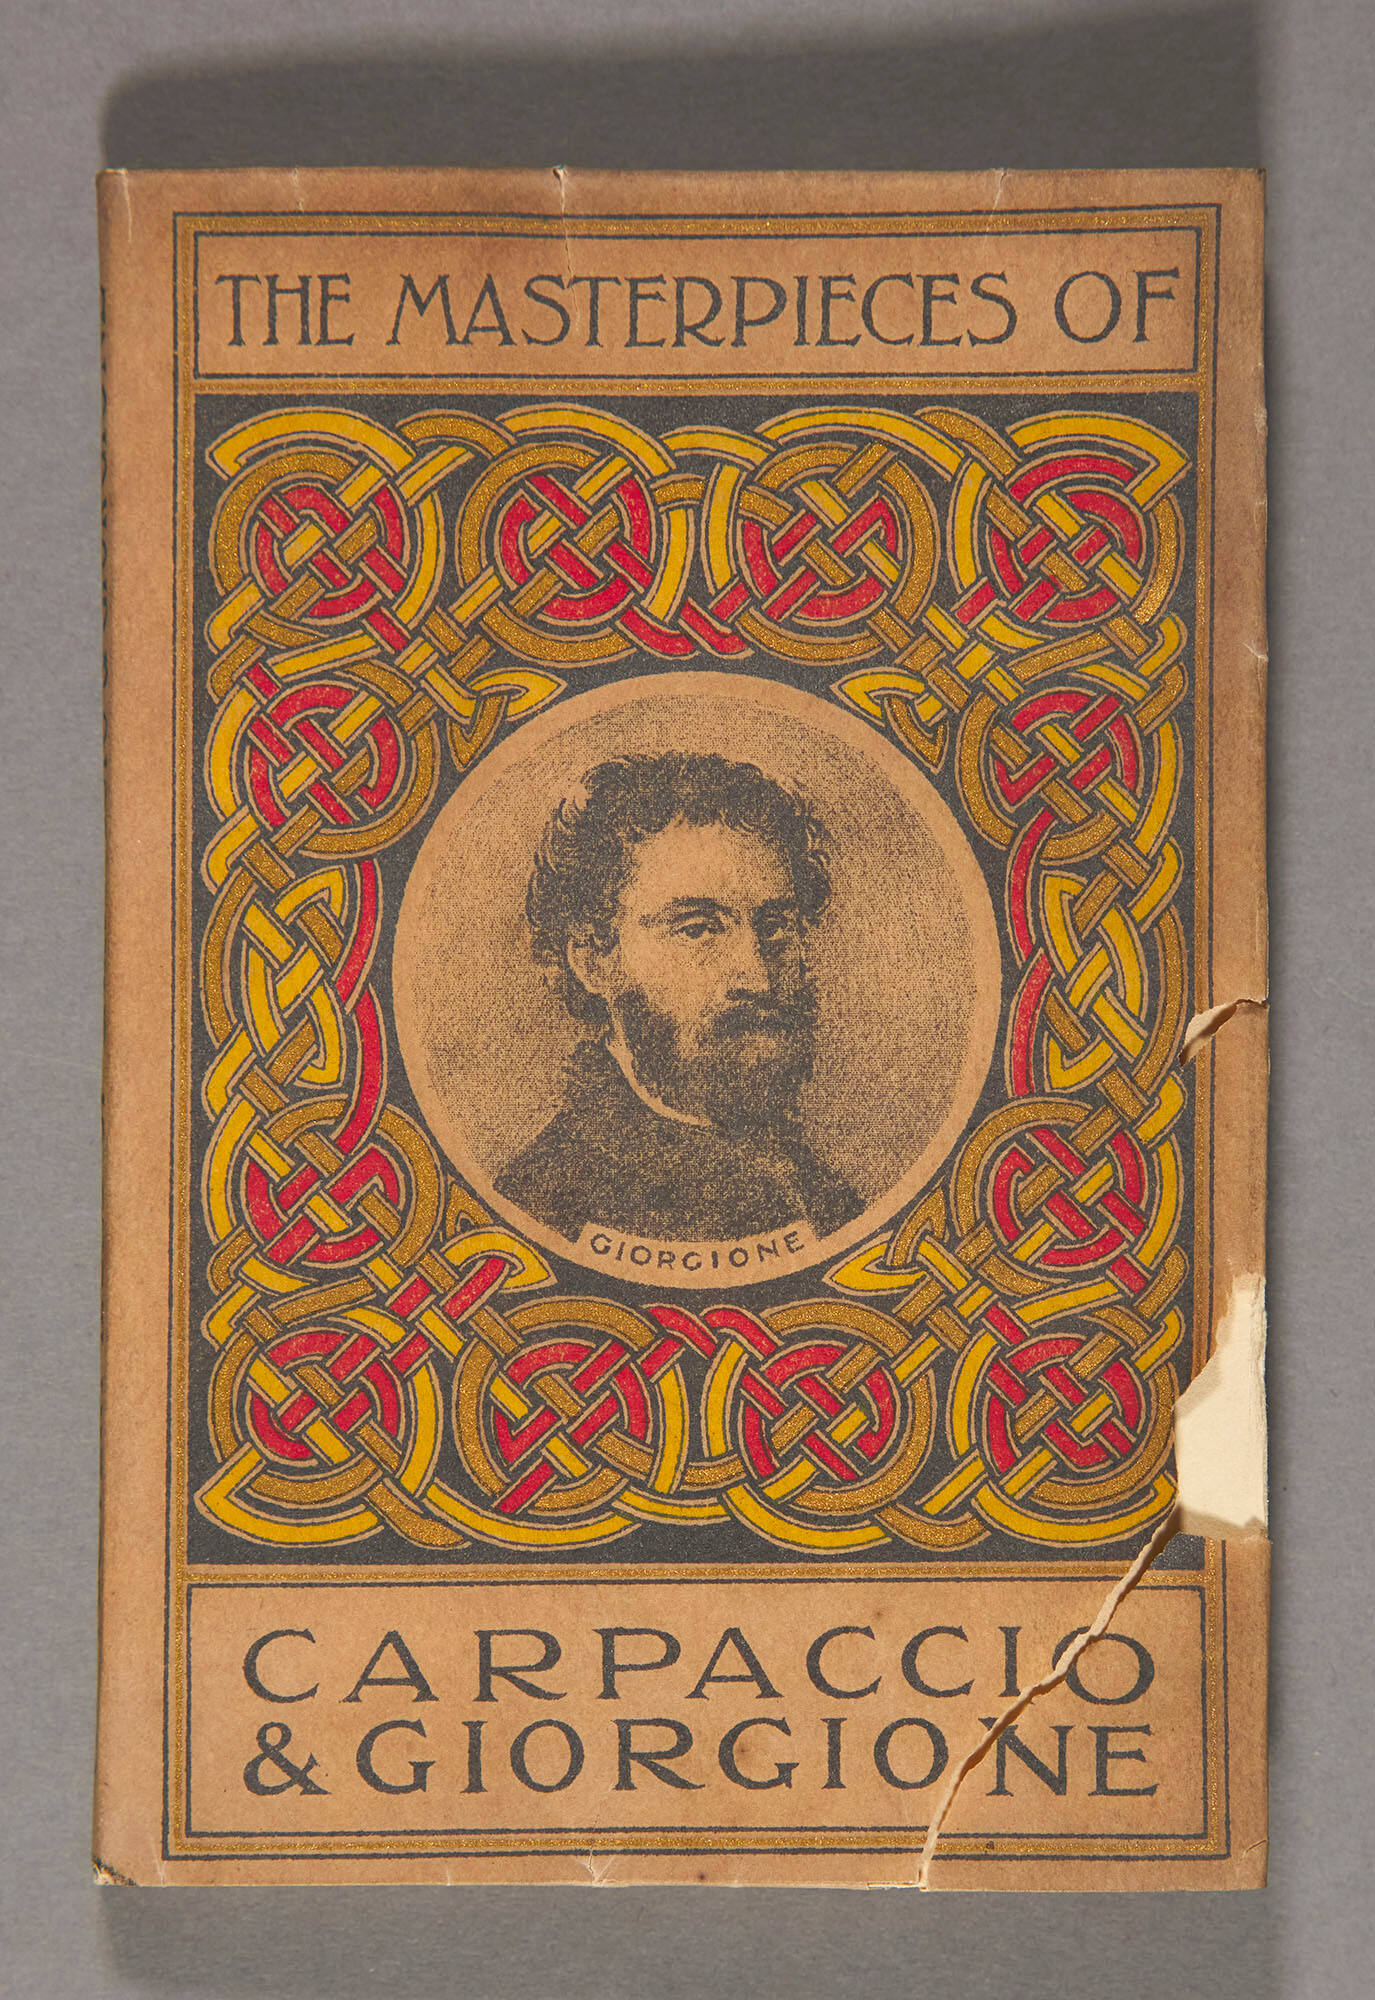 THE MASTERPIECES OF
GIORGIONE
CARPACCIO
& GIORGIONE